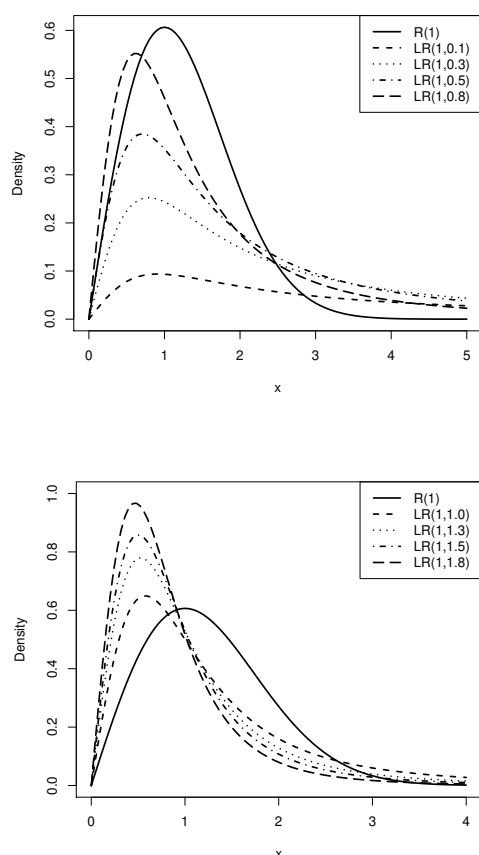 0.6
0.5
0.4
0.3
0.2
0.1
0.0
Density
R(1)
LR(1,0.1)
LR(1,0.3)
LR(1,0.5)
LR(1,0.8)
0 1 2 3 4 5
x
1.0
0.8
0.6
0.4
0.2
0.0
Density
R(1)
LR(1,1.0)
LR(1,1.3)
LR(1,1.5)
LR(1,1.8)
0 1 2 3 4
x